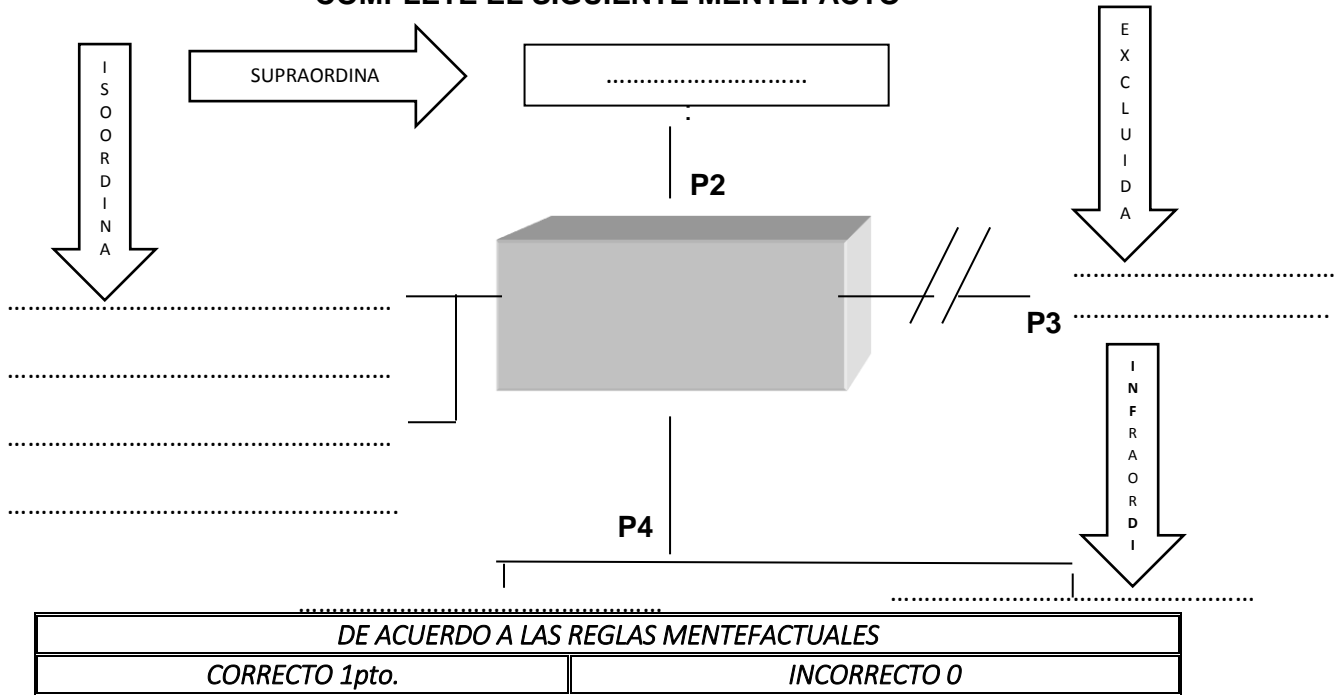 COMPLETE EL SIGUIENTE MENTEFACTO
ISOORDINA
SUPRAORDINA
..............................
:
EXCLUIDA
P2
P3
.......................................
.......................................
.........................................................
.........................................................
.........................................................
.........................................................
INFRAORDI
P4
......................................................
......................................................
DE ACUERDO A LAS REGLAS MENTEFACTUALES
CORRECTO 1pto.
INCORRECTO 0